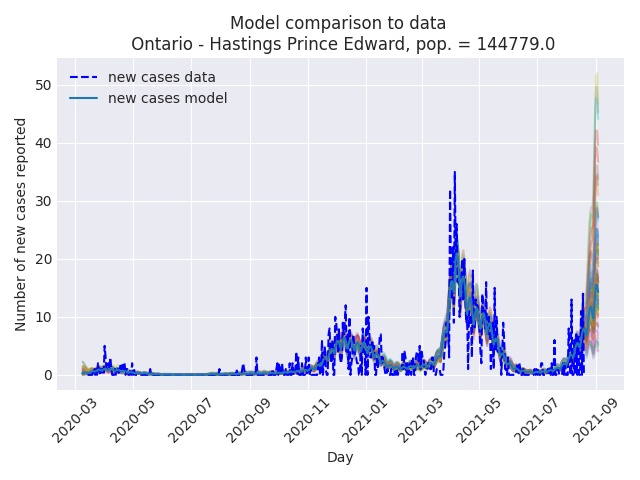 Model comparison to data
Ontario - Hastings Prince Edward, pop. = 144779.0
new cases data
new cases model
Number of new cases reported
50
40
30
20
10
0
2020-03
2020-05
2020-07
2020-09
2020-11
2021-01
2021-03
2021-05
2021-07
2021-09
Day